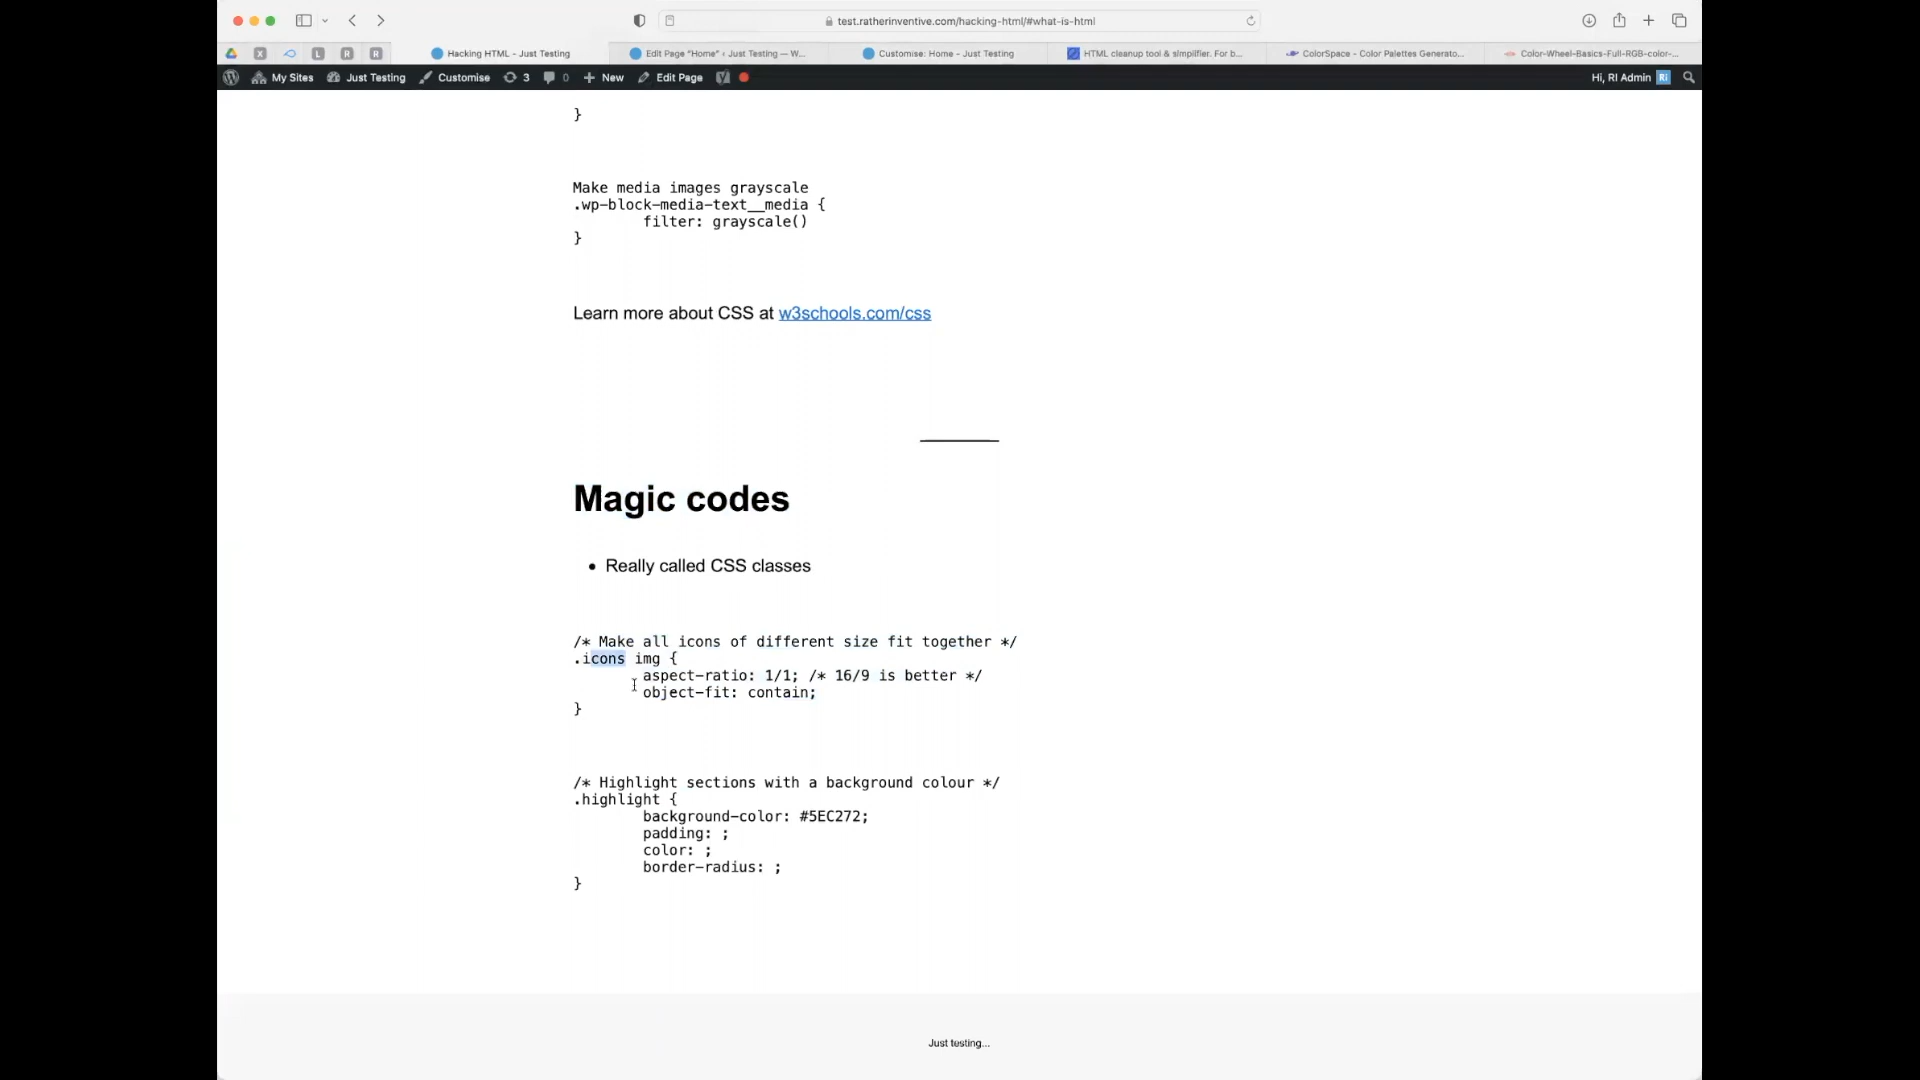 test.ratherinventive.com/hacking-html/#what-is-html
X L R R Hacking HTML - Just Testing Edit Page "Home" ‹ Just Testing — W... Customise: Home - Just Testing HTML cleanup tool & simplifier. For b... ColorSpace - Color Palettes Generato... Color-Wheel-Basics-Full-RGB-color-...
My Sites Just Testing Customise 3 0 New Edit Page Hi, RI Admin Ri
}
Make media images grayscale
.wp-block-media-text__media {
filter: grayscale()
}
Learn more about CSS at w3schools.com/css
Magic codes
• Really called CSS classes
/* Make all icons of different size fit together */
.icons img {
aspect-ratio: 1/1; /* 16/9 is better */
object-fit: contain;
}
/* Highlight sections with a background colour */
.highlight {
background-color: #5EC272;
padding: ;
color: ;
border-radius: ;
}
Just testing...